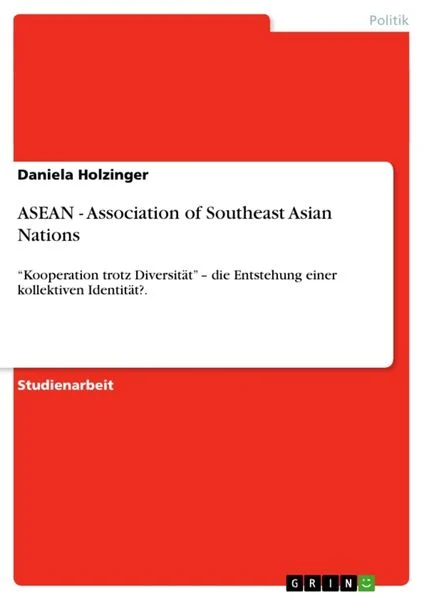 Politik
Daniela Holzinger
ASEAN - Association of Southeast Asian
Nations
“Kooperation trotz Diversität” – die Entstehung einer
kollektiven Identität?.
Studienarbeit
GRIN